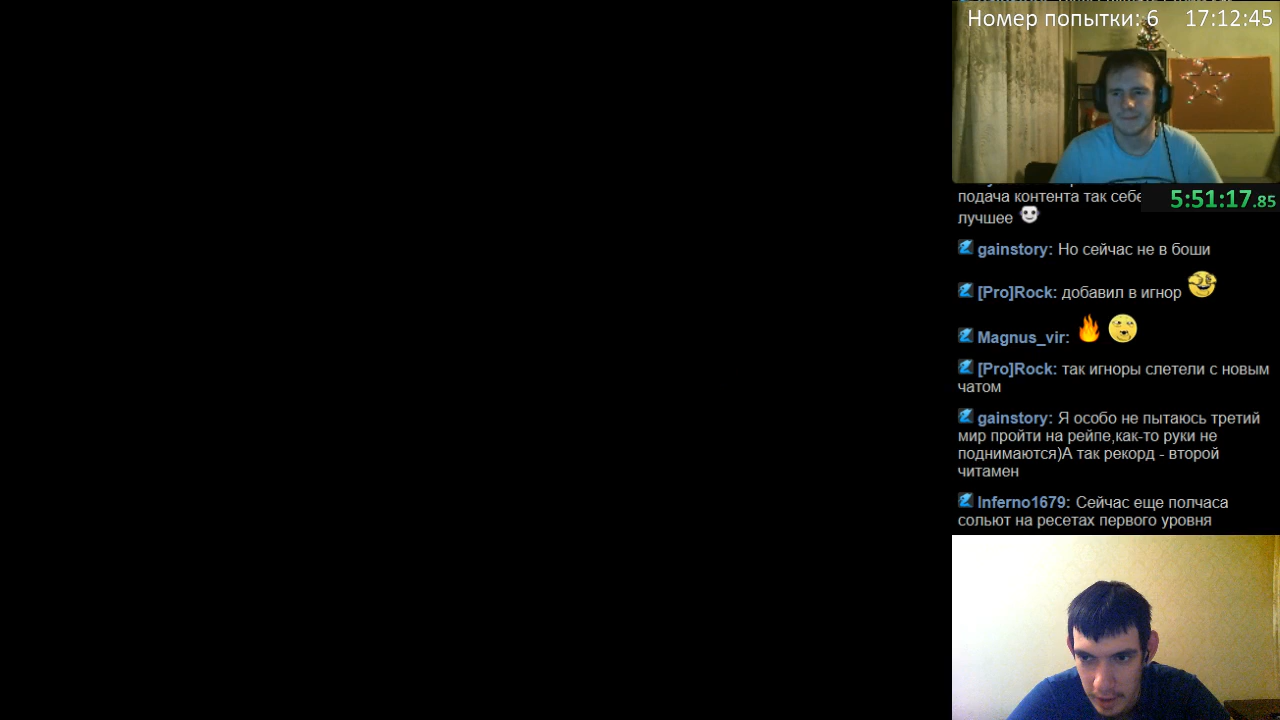 Номер попытки: 6 17:12:45
подача контента так себе
5:51:17.85
лучшее
gainstory: Но сейчас не в боши
[Pro]Rock: добавил в игнор
Magnus_vir:
[Pro]Rock: так игноры слетели с новым
чатом
gainstory: Я особо не пытаюсь третий
мир пройти на рейпе,как-то руки не
поднимаются)А так рекорд - второй
читамен
Inferno1679: Сейчас еще полчаса
сольют на ресетах первого уровня